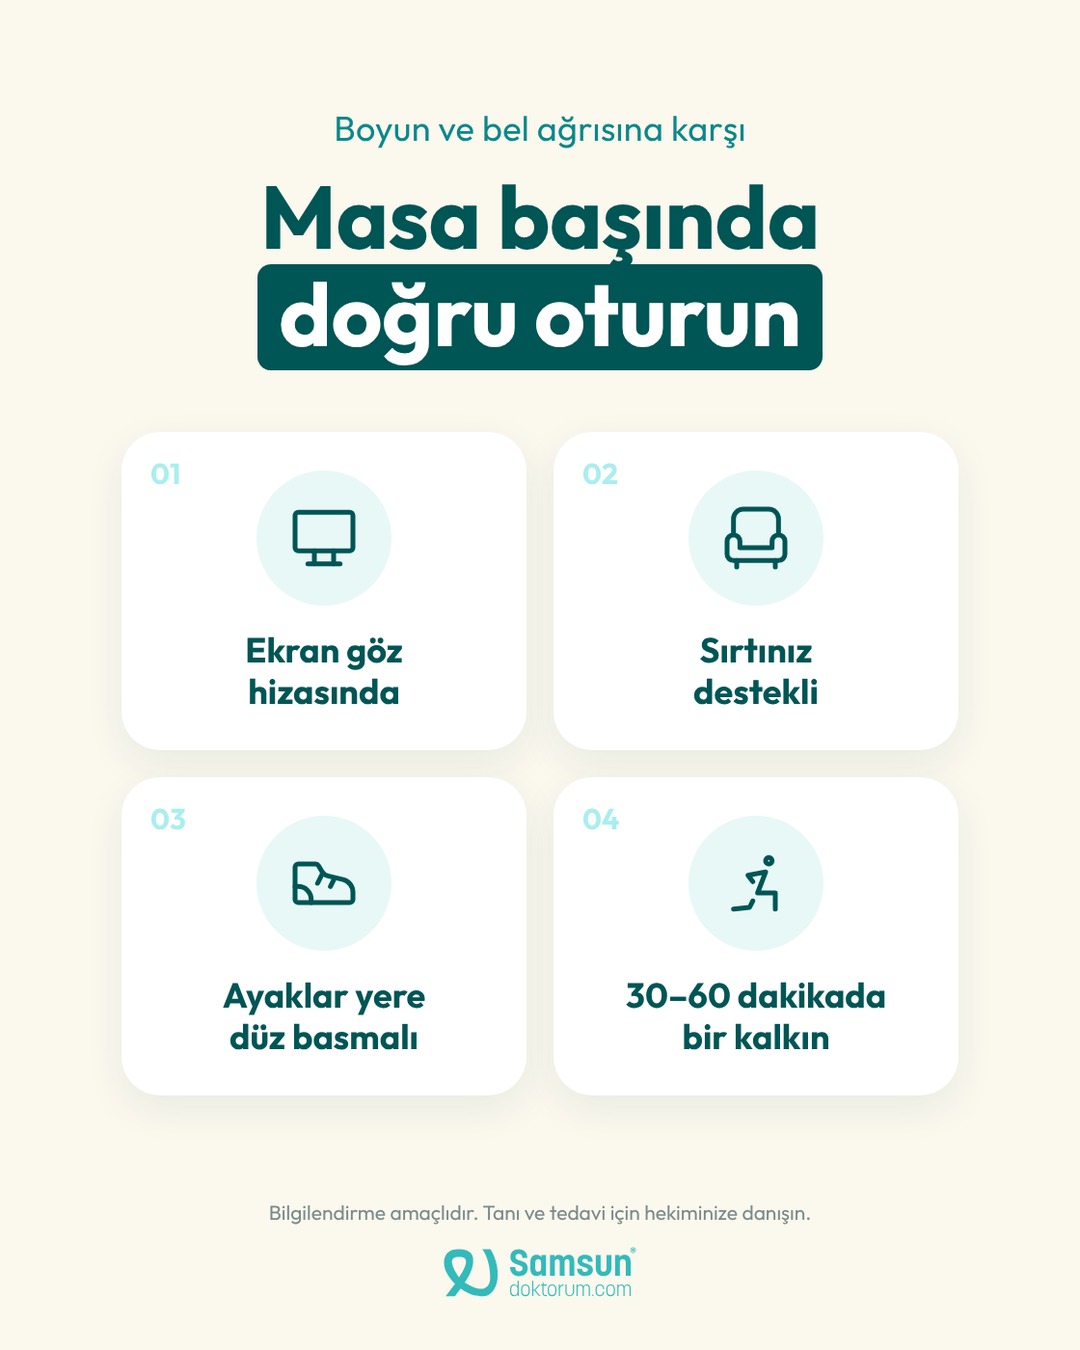 Boyun ve bel ağrısına karşı
Masa başında
doğru oturun
01
Ekran göz
hizasında
02
Sırtınız
destekli
03
Ayaklar yere
düz basmalı
04
30–60 dakikada
bir kalkın
Bilgilendirme amaçlıdır. Tanı ve tedavi için hekiminize danışın.
Samsun®
doktorum.com